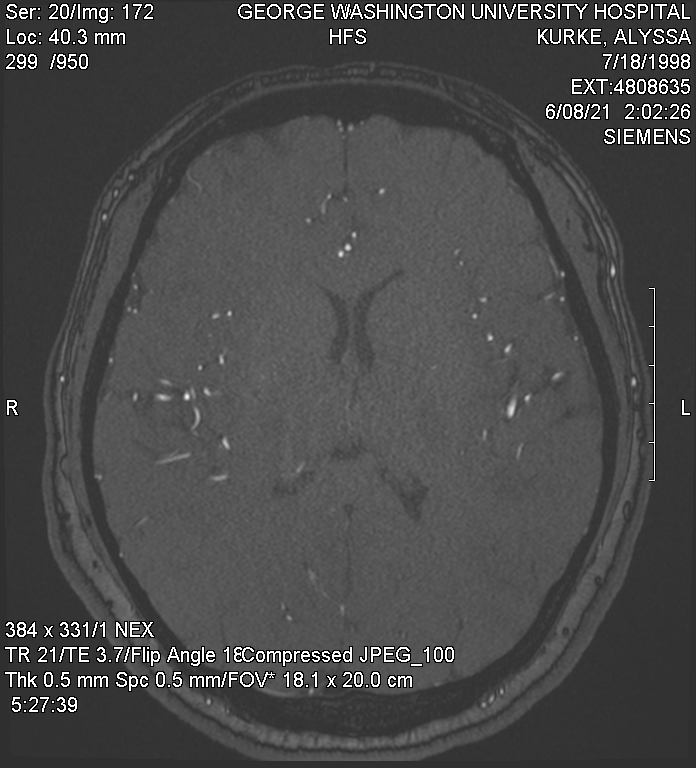 Ser: 20/Img: 172
Loc: 40.3 mm
299 /950
HFS
GEORGE WASHINGTON UNIVERSITY HOSPITAL
KURKE, ALYSSA
7/18/1998
EXT:4808635
6/08/21 2:02:26
SIEMENS
R
L
384 x 331/1 NEX
TR 21/TE 3.7/Flip Angle 18Compressed JPEG_100
Thk 0.5 mm Spc 0.5 mm/FOV* 18.1 x 20.0 cm
5:27:39